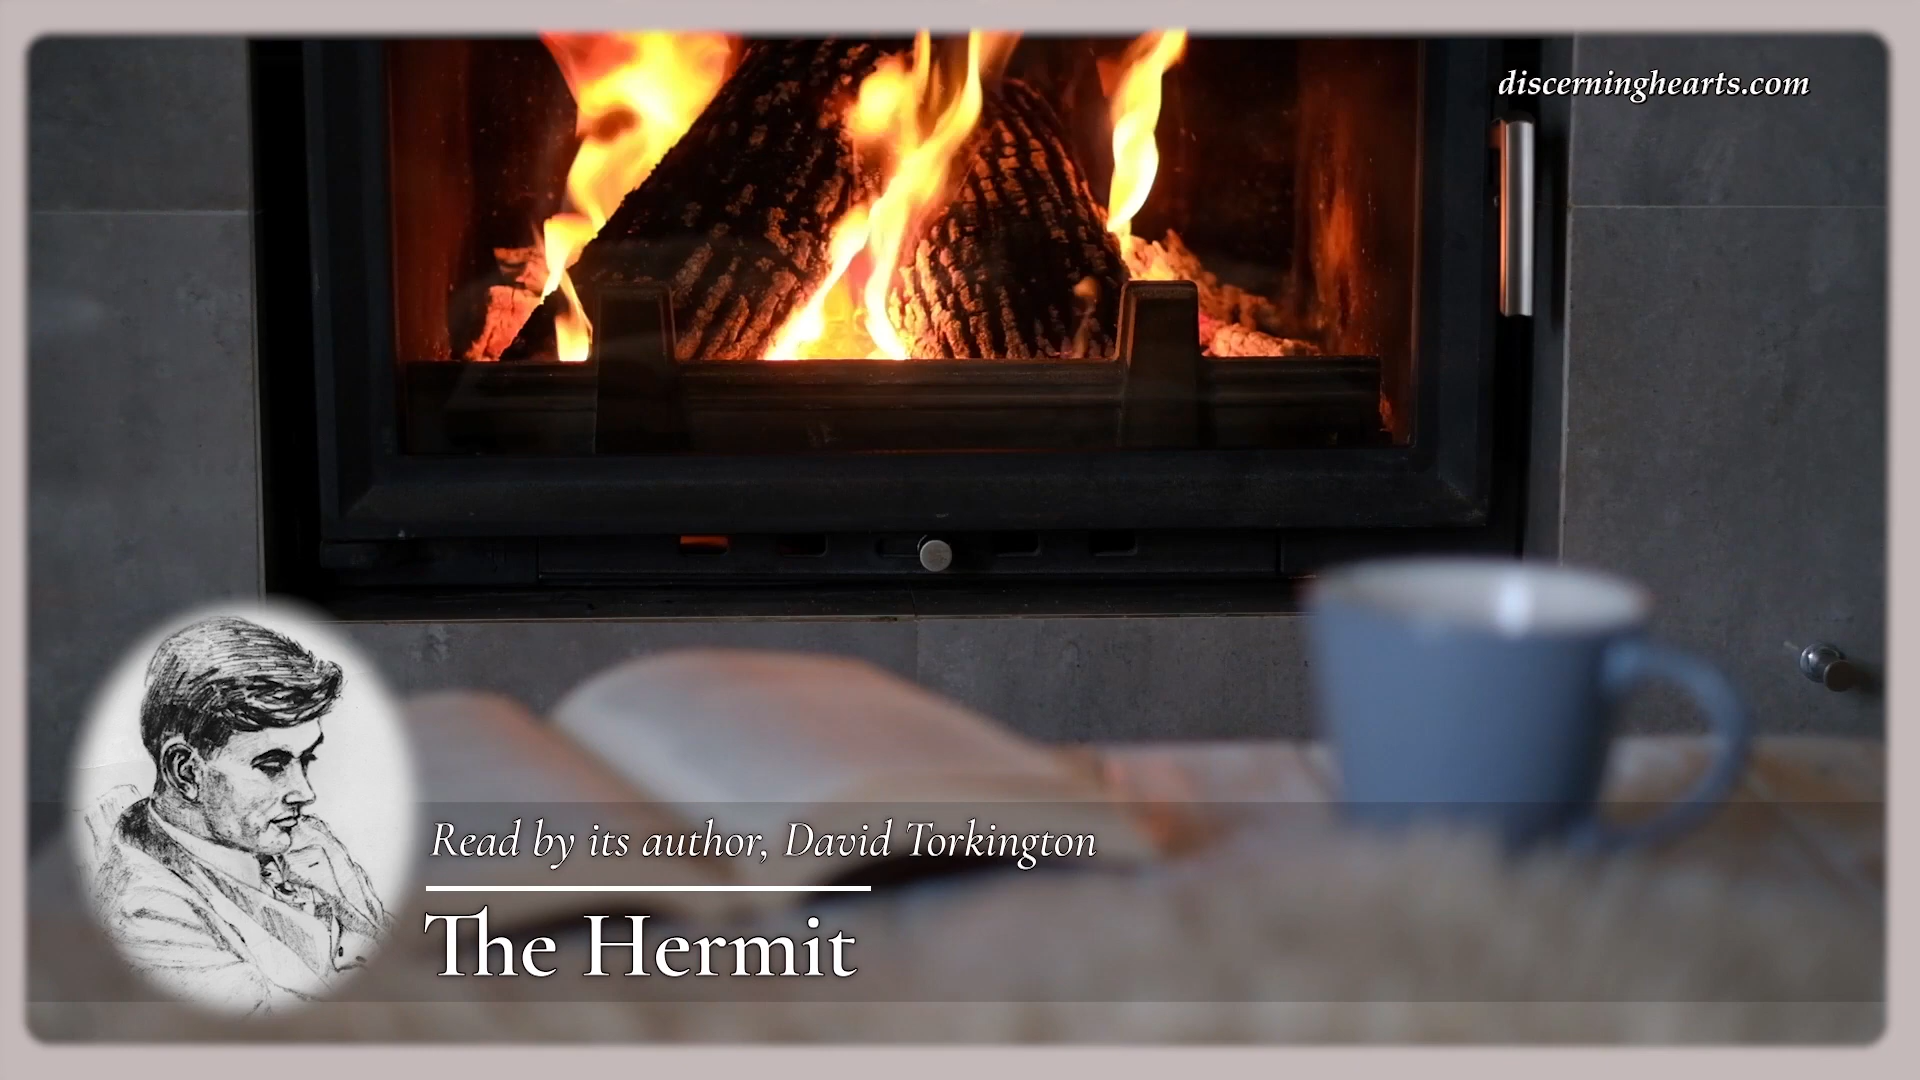 discerninghearts.com
Read by its author, David Torkington
The Hermit